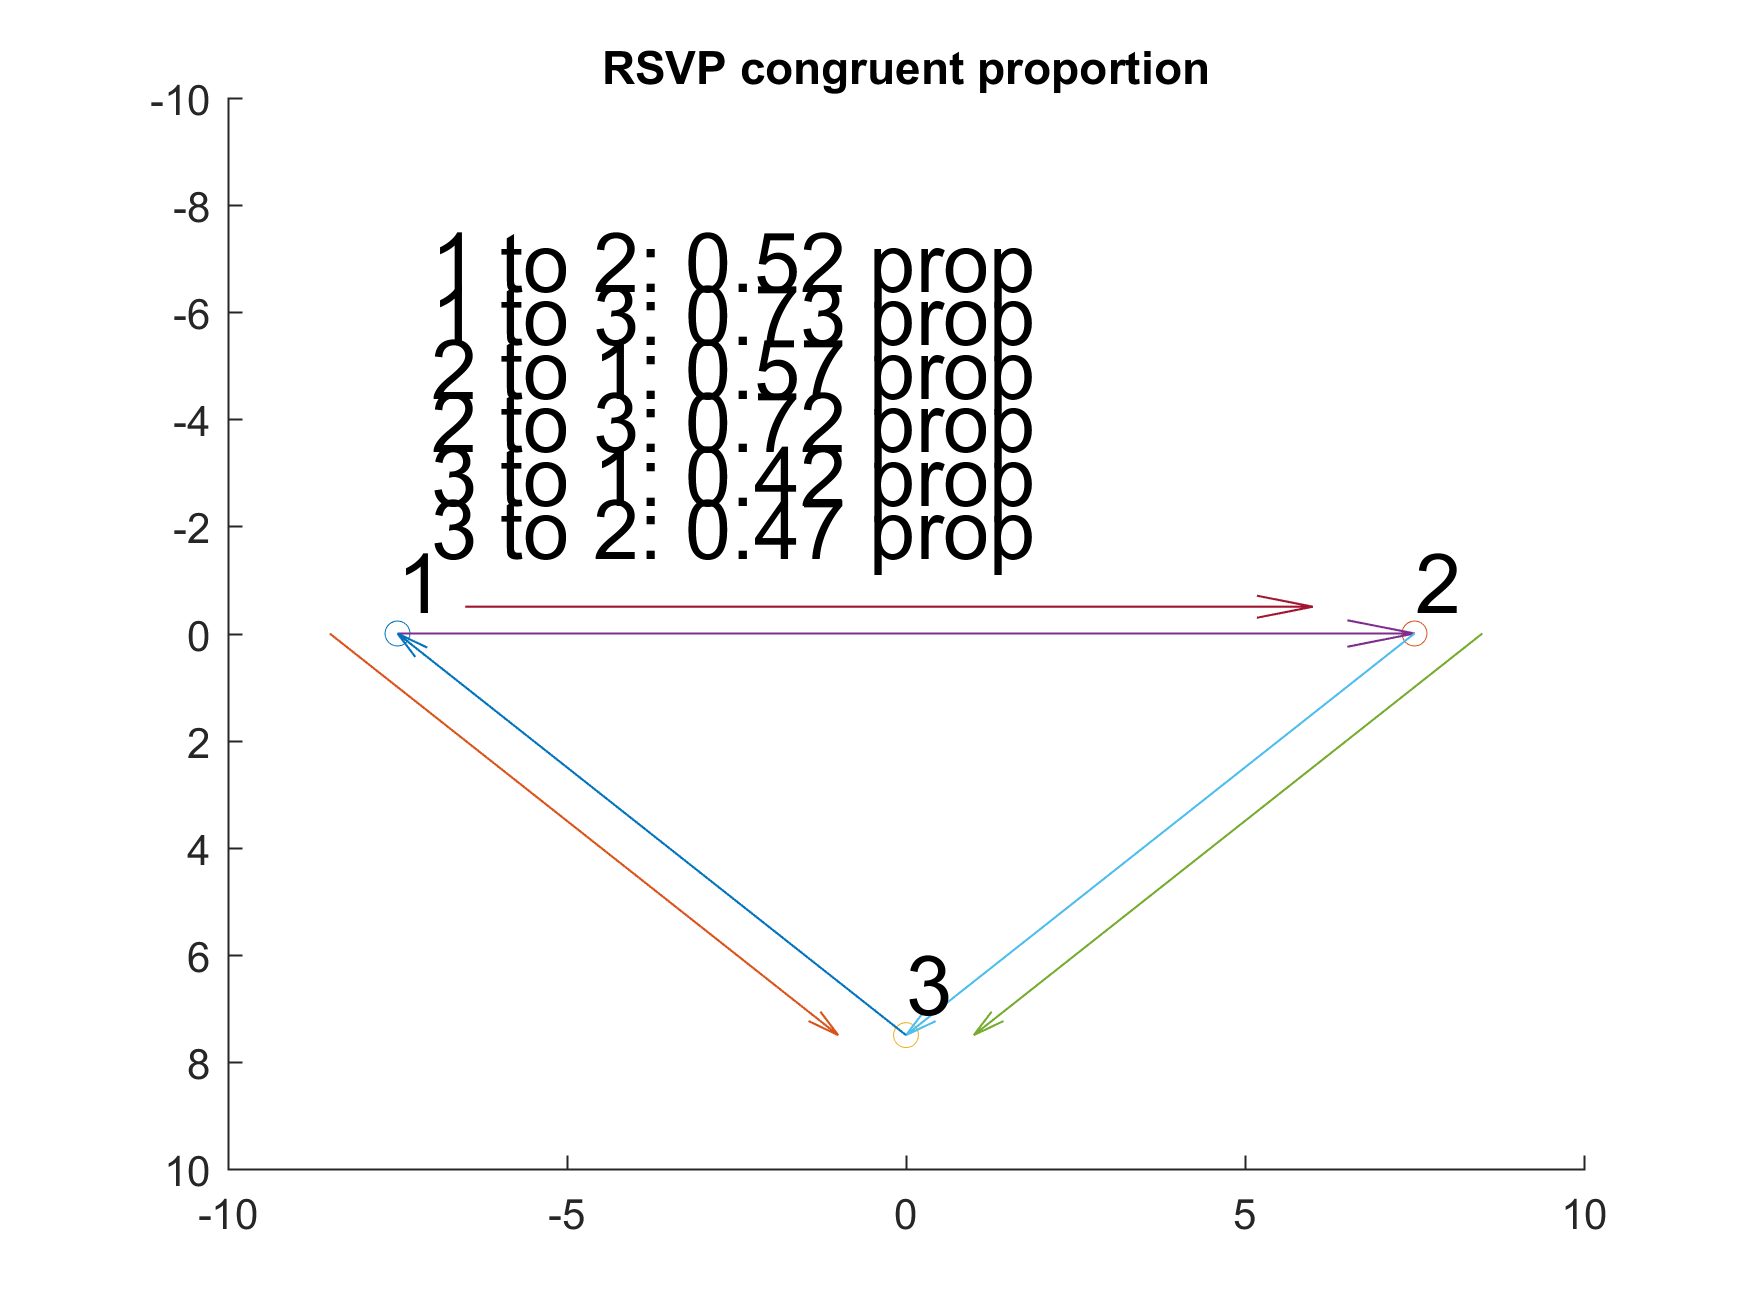 RSVP congruent proportion
-10
-8
1 to 2: 0.52 prop
-6
1 to 3: 0.73 prop
2 to 1: 0.57 prop
-4
2 to 3: 0.72 prop
3 to 1: 0.42 prop
-2
3 to 2: 0.47 prop
1
2
0
2
4
6
3
8
10
-10 -5 0 5 10